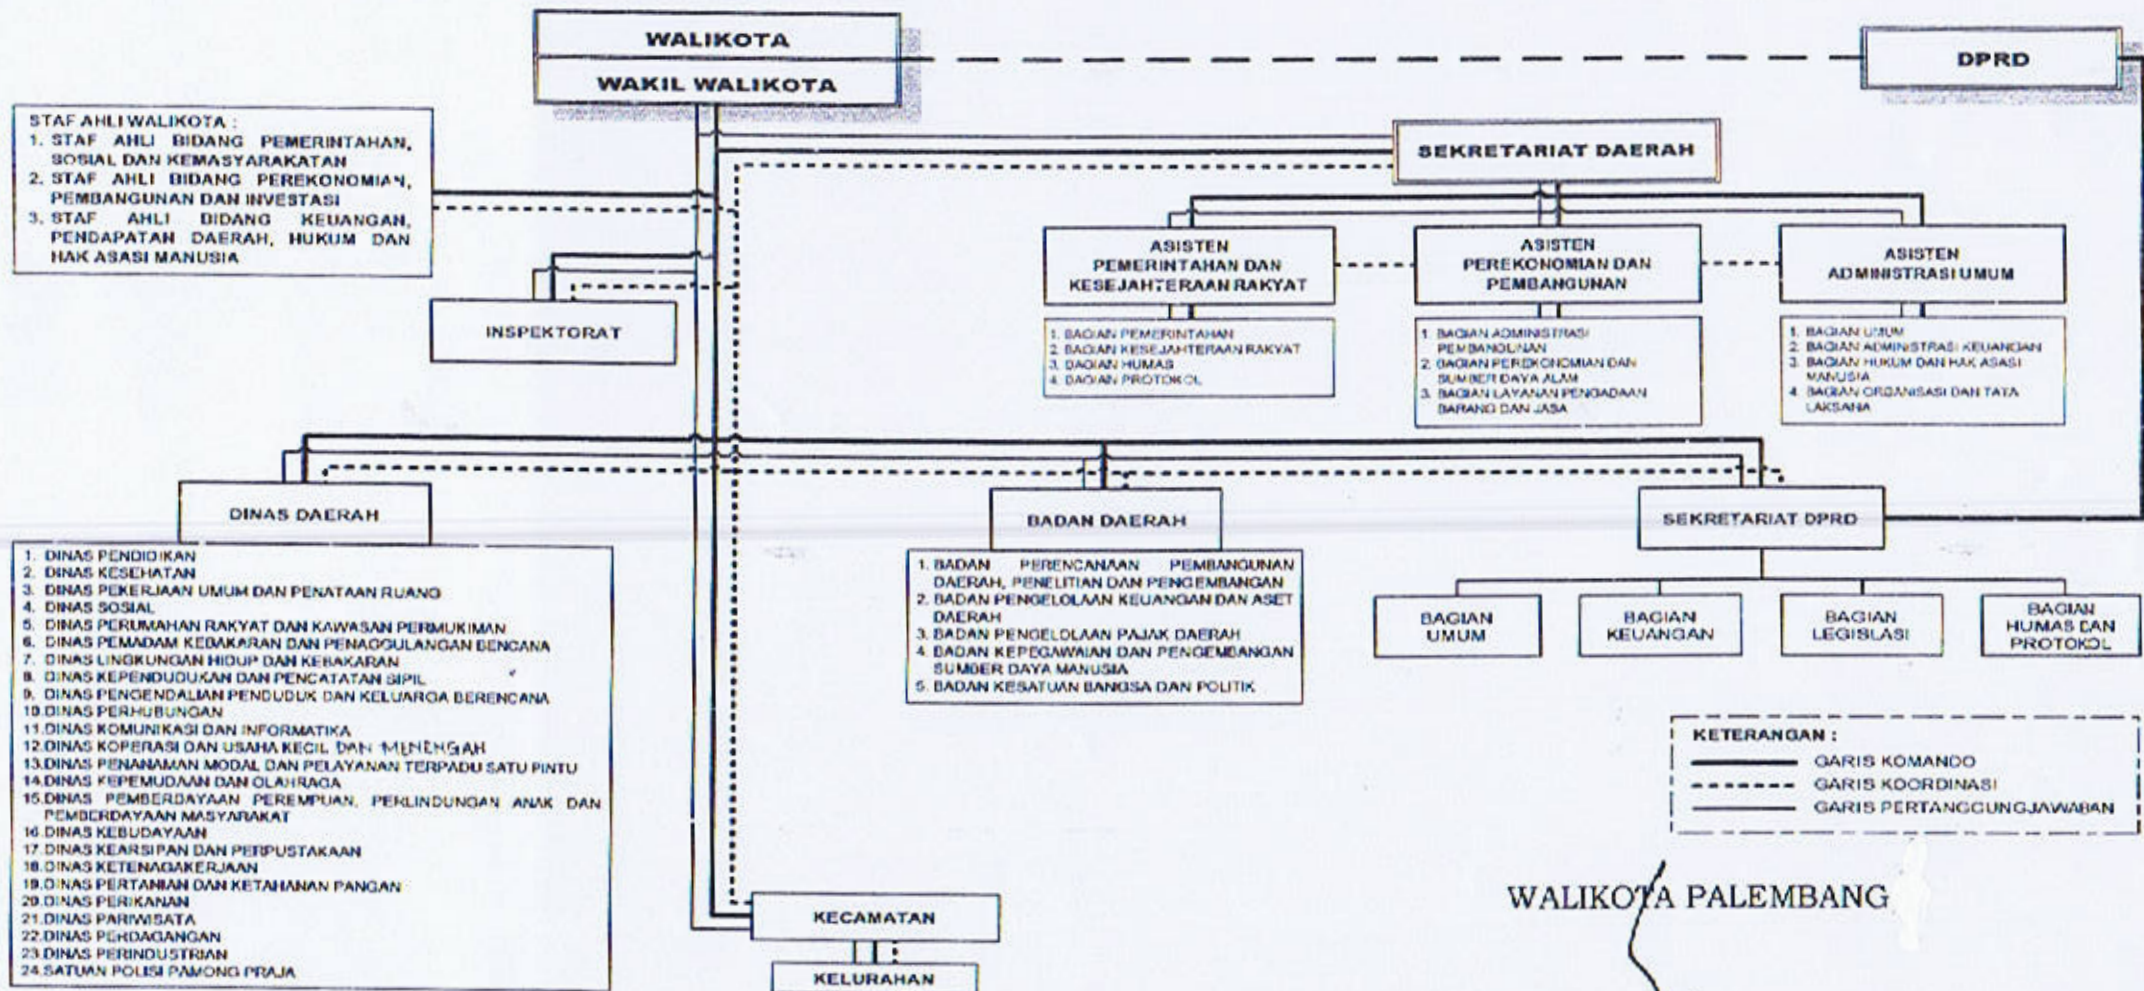 WALIKOTA
WAKIL WALIKOTA
DPRD
STAF AHLI WALIKOTA :
1. STAF AHLI BIDANG PEMERINTAHAN,
SOSIAL DAN KEMASYARAKATAN
2. STAF AHLI BIDANG PEREKONOMIAN,
PEMBANGUNAN DAN INVESTASI
3. STAF AHLI BIDANG KEUANGAN,
PENDAPATAN DAERAH, HUKUM DAN
HAK ASASI MANUSIA
SEKRETARIAT DAERAH
INSPEKTORAT
ASISTEN
PEMERINTAHAN DAN
KESEJAHTERAAN RAKYAT
1. BAGIAN PEMERINTAHAN
2. BAGIAN KESEJAHTERAAN RAKYAT
3. BAGIAN HUMAS
4. BAGIAN PROTOKOL
ASISTEN
PEREKONOMIAN DAN
PEMBANGUNAN
1. BAGIAN ADMINISTRASI
PEMBANGUNAN
2. BAGIAN PEREKONOMIAN DAN
SUMBER DAYA ALAM
3. BAGIAN LAYANAN PENGADAAN
BARANG DAN JASA
ASISTEN
ADMINISTRASI UMUM
1. BAGIAN UMUM
2. BAGIAN ADMINISTRASI KEUANGAN
3. BAGIAN HUKUM DAN HAK ASASI
MANUSIA
4. BAGIAN ORGANISASI DAN TATA
LAKSANA
DINAS DAERAH
1. DINAS PENDIDIKAN
2. DINAS KESEHATAN
3. DINAS PEKERJAAN UMUM DAN PENATAAN RUANG
4. DINAS SOSIAL
5. DINAS PERUMAHAN RAKYAT DAN KAWASAN PERMUKIMAN
6. DINAS PEMADAM KEBAKARAN DAN PENAGGULANGAN BENCANA
7. DINAS LINGKUNGAN HIDUP DAN KEBAKARAN
8. DINAS KEPENDUDUKAN DAN PENCATATAN SIPIL
9. DINAS PENGENDALIAN PENDUDUK DAN KELUARGA BERENCANA
10.DINAS PERHUBUNGAN
11.DINAS KOMUNIKASI DAN INFORMATIKA
12.DINAS KOPERASI DAN USAHA KECIL DAN MENENGAH
13.DINAS PENANAMAN MODAL DAN PELAYANAN TERPADU SATU PINTU
14.DINAS KEPEMUDAAN DAN OLAHRAGA
15.DINAS PEMBERDAYAAN PEREMPUAN, PERLINDUNGAN ANAK DAN
PEMBERDAYAAN MASYARAKAT
16.DINAS KEBUDAYAAN
17.DINAS KEARSIPAN DAN PERPUSTAKAAN
18.DINAS KETENAGAKERJAAN
19.DINAS PERTANIAN DAN KETAHANAN PANGAN
20.DINAS PERIKANAN
21.DINAS PARIWISATA
22.DINAS PERDAGANGAN
23.DINAS PERINDUSTRIAN
24.SATUAN POLISI PAMONG PRAJA
BADAN DAERAH
1. BADAN PERENCANAAN PEMBANGUNAN
DAERAH, PENELITIAN DAN PENGEMBANGAN
2. BADAN PENGELOLAAN KEUANGAN DAN ASET
DAERAH
3. BADAN PENGELOLAAN PAJAK DAERAH
4. BADAN KEPEGAWAIAN DAN PENGEMBANGAN
SUMBER DAYA MANUSIA
5. BADAN KESATUAN BANGSA DAN POLITIK
SEKRETARIAT DPRD
BAGIAN
UMUM
BAGIAN
KEUANGAN
BAGIAN
LEGISLASI
BAGIAN
HUMAS DAN
PROTOKOL
KETERANGAN :
GARIS KOMANDO
GARIS KOORDINASI
GARIS PERTANGGUNGJAWABAN
KECAMATAN
KELURAHAN
WALIKOTA PALEMBANG